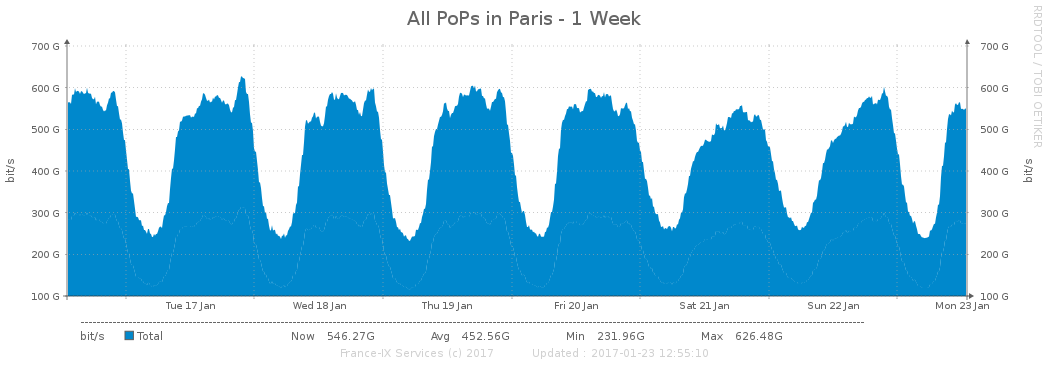 All PoPs in Paris - 1 Week
RRDTOOL / TOBI OETIKER
700 G 700 G
600 G 600 G
500 G 500 G
400 G 400 G
300 G 300 G
200 G 200 G
100 G 100 G
bit/s bit/s
Tue 17 Jan Wed 18 Jan Thu 19 Jan Fri 20 Jan Sat 21 Jan Sun 22 Jan Mon 23 Jan
bit/s Total Now 546.27G Avg 452.56G Min 231.96G Max 626.48G
France-IX Services (c) 2017 Updated : 2017-01-23 12:55:10